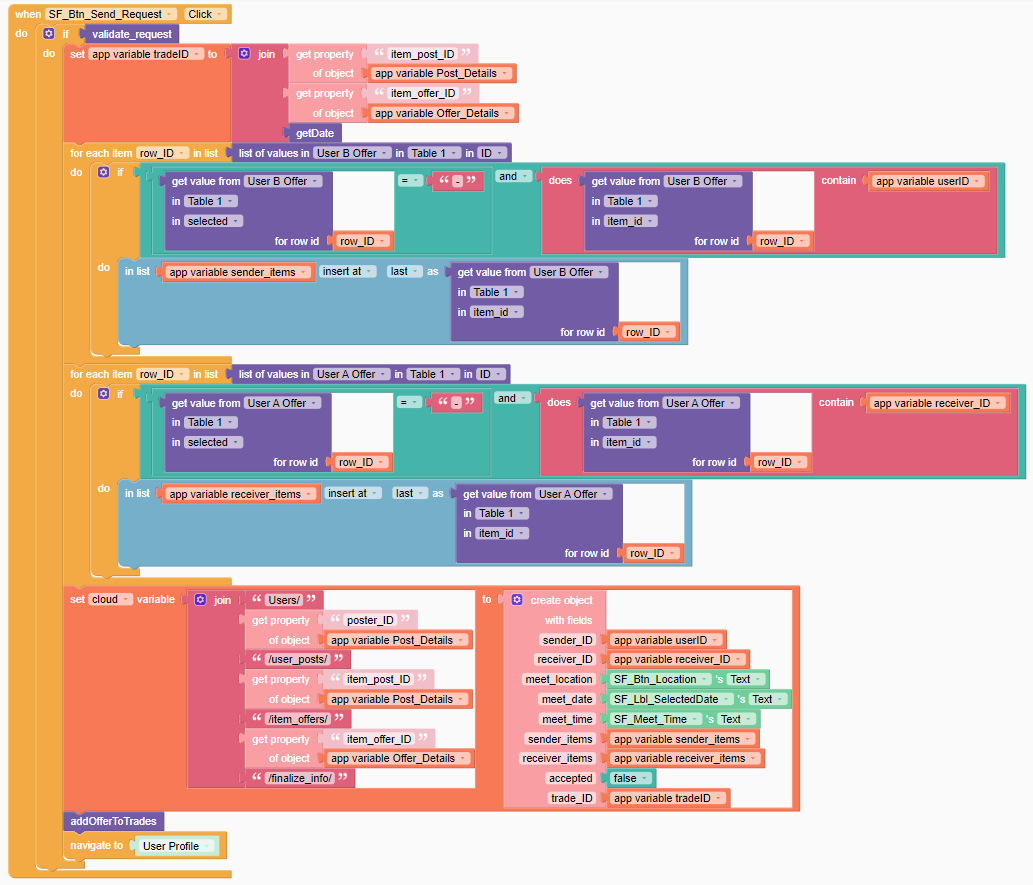 when SF_Btn_Send_Request Click
do if validate_request
do set app variable tradeID to join get property “ item_post_ID ”
of object app variable Post_Details
get property “ item_offer_ID ”
of object app variable Offer_Details
getDate
for each item row_ID in list list of values in User B Offer in Table 1 in ID
do if get value from User B Offer = “ - ” and does get value from User B Offer contain app variable userID
in Table 1 in Table 1
in selected in item_id
for row id row_ID for row id row_ID
do in list app variable sender_items insert at last as get value from User B Offer
in Table 1
in item_id
for row id row_ID
for each item row_ID in list list of values in User A Offer in Table 1 in ID
do if get value from User A Offer = “ - ” and does get value from User A Offer contain app variable receiver_ID
in Table 1 in Table 1
in selected in item_id
for row id row_ID for row id row_ID
do in list app variable receiver_items insert at last as get value from User A Offer
in Table 1
in item_id
for row id row_ID
set cloud variable join “ Users/ ” to create object
get property “ poster_ID ” with fields
of object app variable Post_Details sender_ID app variable userID
“ /user_posts/ ” receiver_ID app variable receiver_ID
get property “ item_post_ID ” meet_location SF_Btn_Location 's Text
of object app variable Post_Details meet_date SF_Lbl_SelectedDate 's Text
“ /item_offers/ ” meet_time SF_Meet_Time 's Text
get property “ item_offer_ID ” sender_items app variable sender_items
of object app variable Offer_Details receiver_items app variable receiver_items
“ /finalize_info/ ” accepted false
trade_ID app variable tradeID
addOfferToTrades
navigate to User Profile